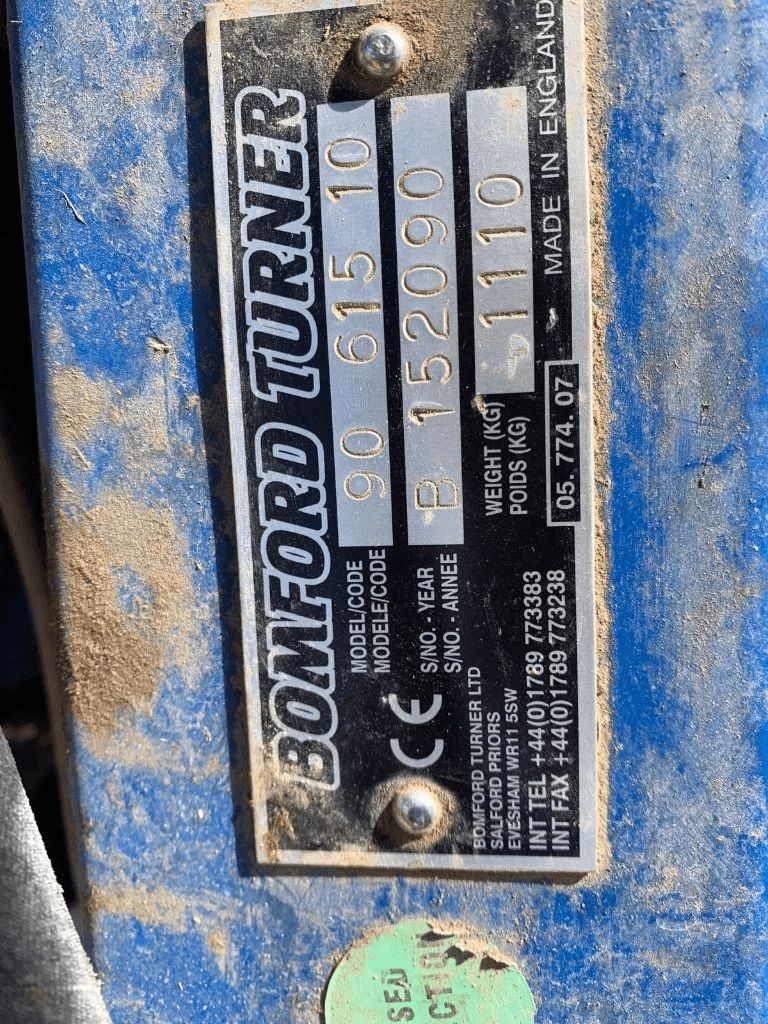 BOMFORD TURNER
MODEL/CODE
MODELE/CODE
90 615 10
S/NO. - YEAR
S/NO. - ANNEE
B 152090
WEIGHT (KG)
POIDS (KG)
1110
CE
BOMFORD TURNER LTD
SALFORD PRIORS
EVESHAM WR11 5SW
INT TEL +44(0)1789 773383
INT FAX +44(0)1789 773238
05. 774. 07
MADE IN ENGLAND